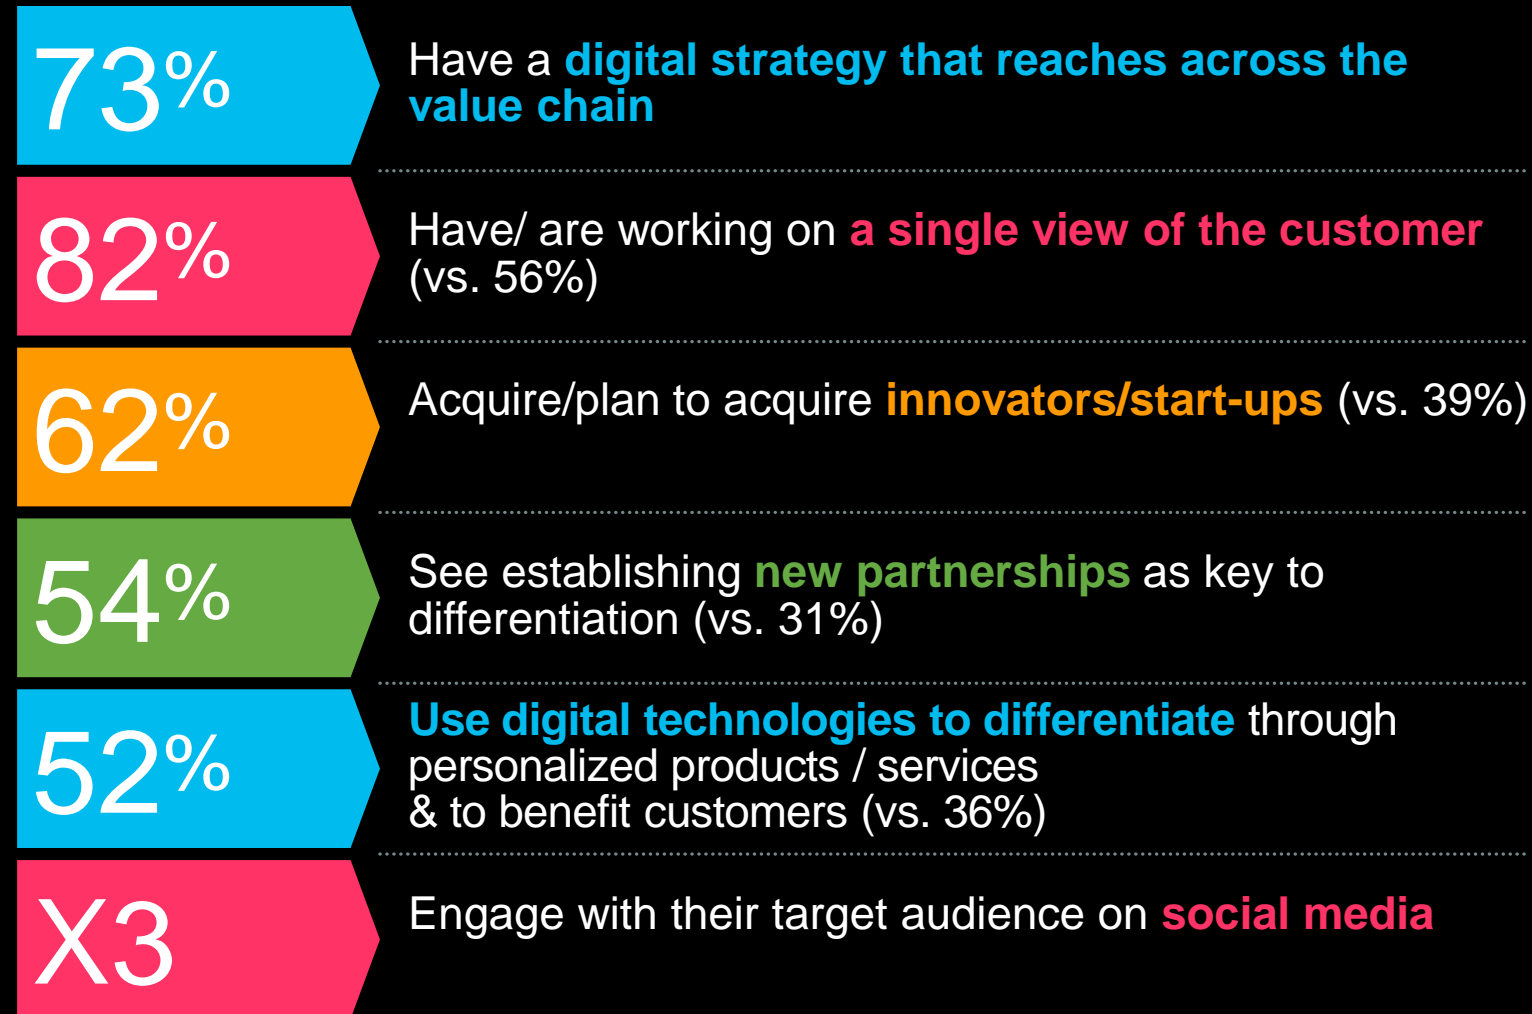 73%
Have a digital strategy that reaches across the
value chain
82%
Have/ are working on a single view of the customer
(vs. 56%)
62%
Acquire/plan to acquire innovators/start-ups (vs. 39%)
54%
See establishing new partnerships as key to
differentiation (vs. 31%)
52%
Use digital technologies to differentiate through
personalized products / services
& to benefit customers (vs. 36%)
X3
Engage with their target audience on social media